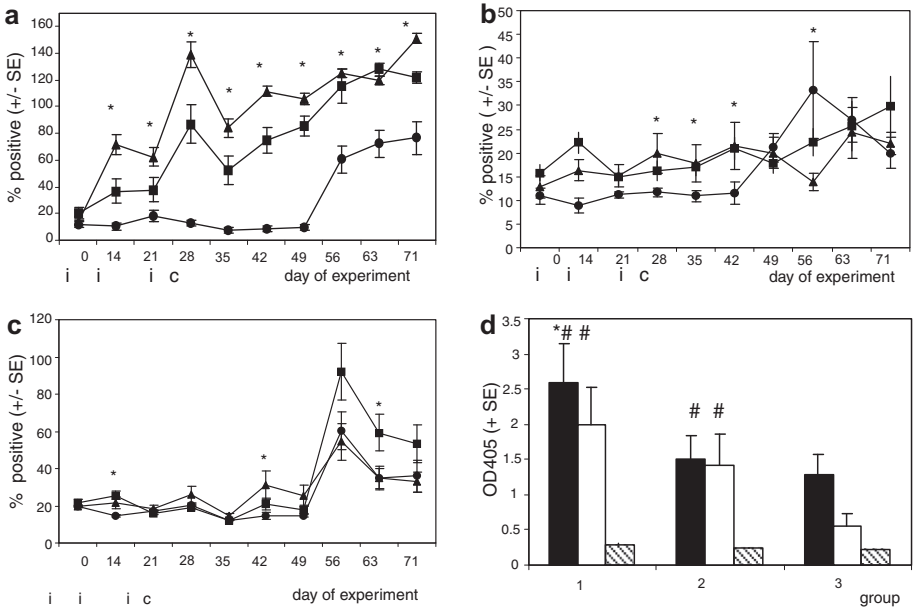 a
% positive (+/- SE)
160
140
120
100
80
60
40
20
0
* * * * * * * * *
0 14 21 28 35 42 49 56 63 71
i i i c day of experiment
b
% positive (+/- SE )
50
45
40
35
30
25
20
15
10
5
0
* * * *
0 14 21 28 35 42 49 56 63 71
i i i c day of experiment
c
% positive (+/- SE)
120
100
80
60
40
20
0
* * * *
0 14 21 28 35 42 49 56 63 71
i i i c day of experiment
d
OD405 (+ SE)
3.5
3
2.5
2
1.5
1
0.5
0
*# #
# #
1 2 3
group